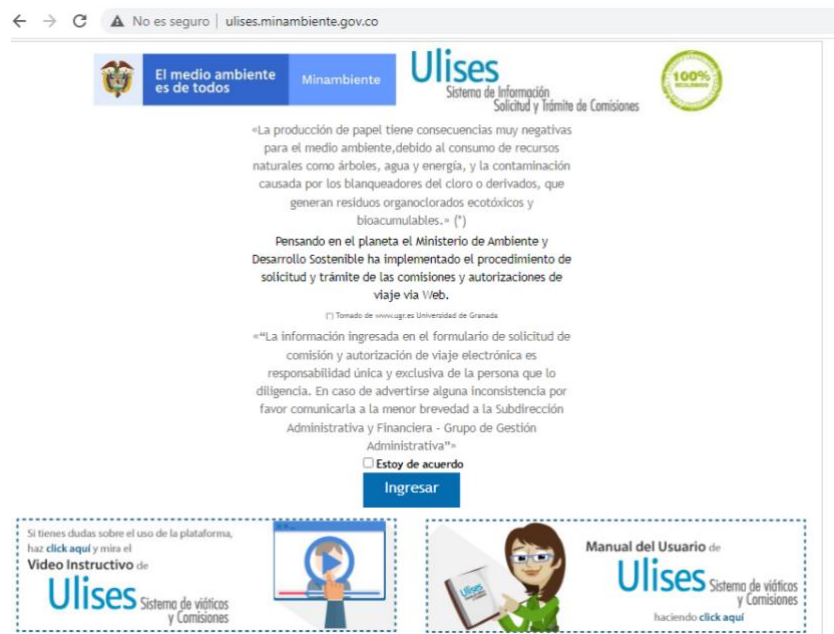 No es seguro | ulises.minambiente.gov.co
El medio ambiente
es de todos
Minambiente
Ulises
Sistema de Información
Solicitud y Trámite de Comisiones
100%
ECOLÓGICO
«La producción de papel tiene consecuencias muy negativas
para el medio ambiente,debido al consumo de recursos
naturales como árboles, agua y energía, y la contaminación
causada por los blanqueadores del cloro o derivados, que
generan residuos organoclorados ecotóxicos y
bioacumulables.» (*)
Pensando en el planeta el Ministerio de Ambiente y
Desarrollo Sostenible ha implementado el procedimiento de
solicitud y trámite de las comisiones y autorizaciones de
viaje via Web.
(*) Tomado de www.ugr.es Universidad de Granada
«“La información ingresada en el formulario de solicitud de
comisión y autorización de viaje electrónica es
responsabilidad única y exclusiva de la persona que lo
diligencia. En caso de advertirse alguna inconsistencia por
favor comunicarla a la menor brevedad a la Subdirección
Administrativa y Financiera - Grupo de Gestión
Administrativa”»
Estoy de acuerdo
Ingresar
Si tienes dudas sobre el uso de la plataforma,
haz click aquí y mira el
Video Instructivo de
Ulises Sistema de viáticos
y Comisiones
Ulises
Manual del Usuario de
Ulises Sistema de viáticos
y Comisiones
haciendo click aquí